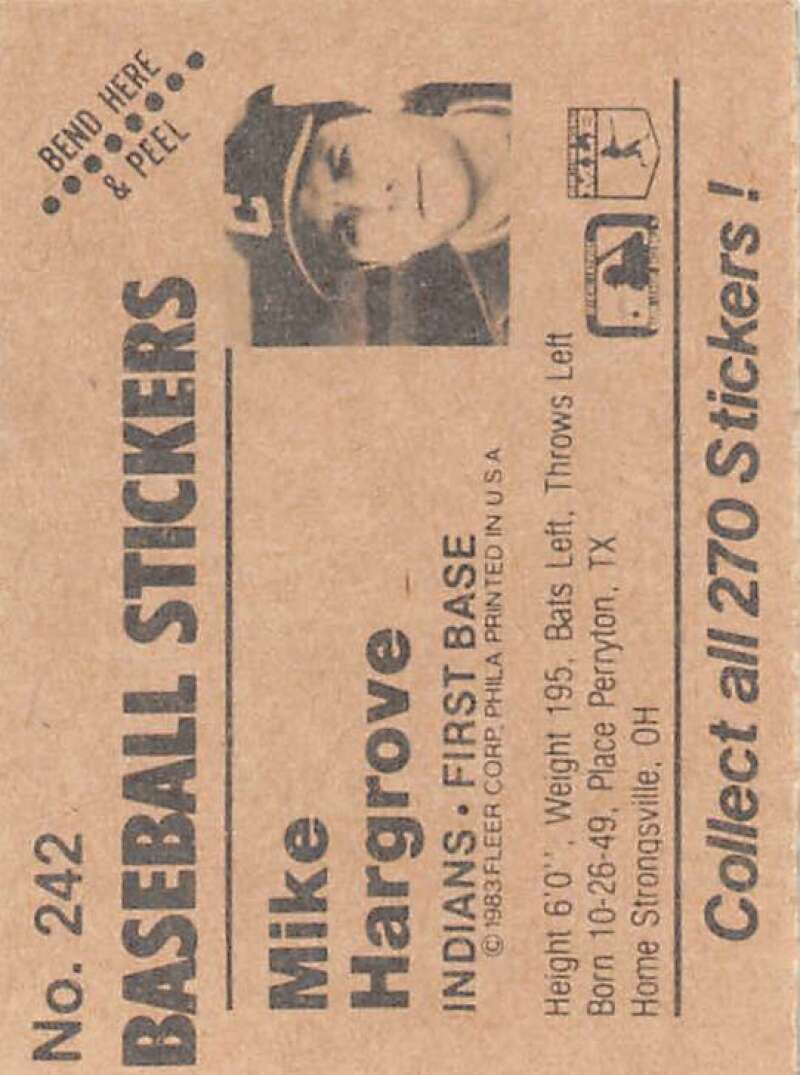 No. 242
BEND HERE
& PEEL
BASEBALL STICKERS
Mike
Hargrove
INDIANS • FIRST BASE
© 1983 FLEER CORP, PHILA PRINTED IN U S A
C
Height 6'0'', Weight 195, Bats Left, Throws Left
Born 10-26-49, Place Perryton, TX
Home Strongsville, OH
Collect all 270 Stickers!